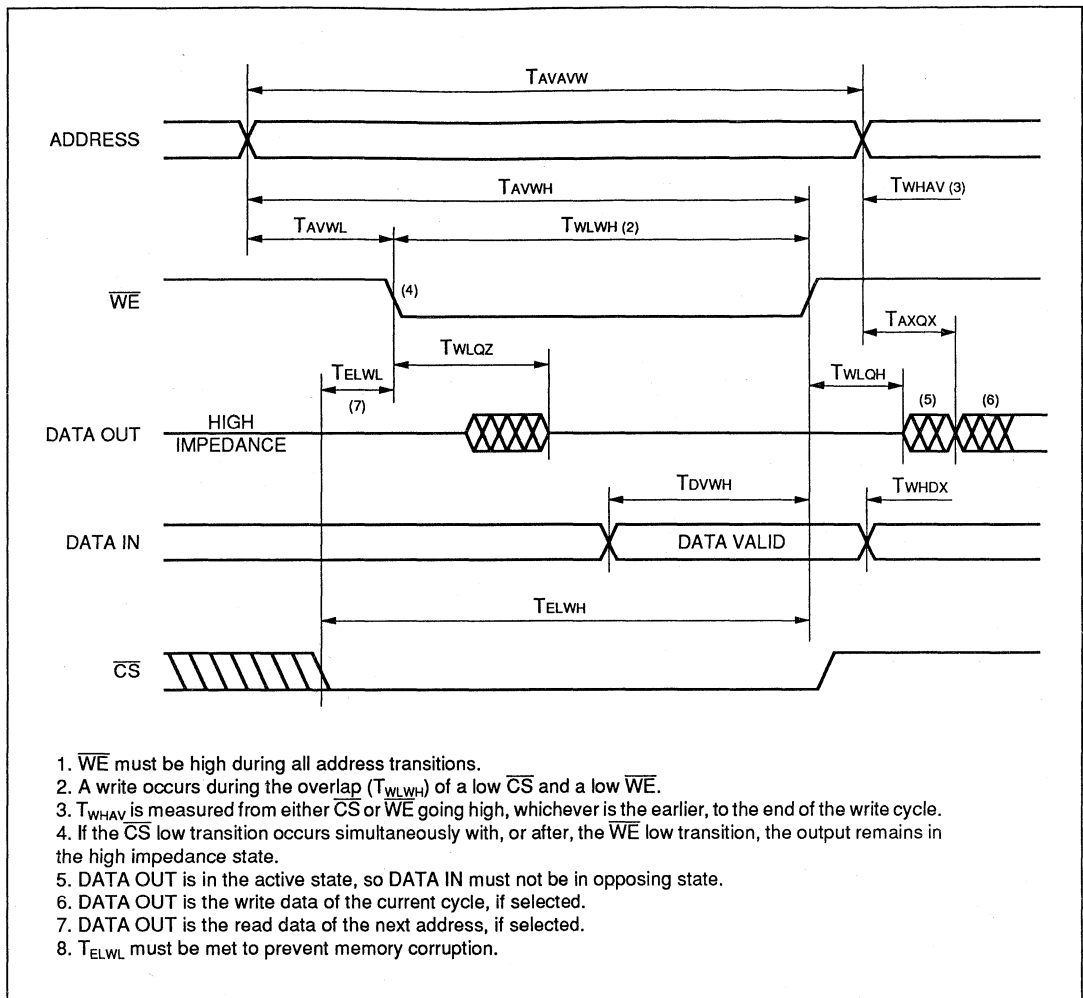 TAVAVW
ADDRESS
TAVWH
TWHAV (3)
TAVWL
TWLWH (2)
WE
(4)
TAXQX
TWLQZ
TELWL
TWLQH
(7)
(5)
(6)
HIGH
DATA OUT
IMPEDANCE
TDVWH
TWHDX
DATA IN
DATA VALID
TELWH
CS
1. WE must be high during all address transitions.
2. A write occurs during the overlap (TWLWH) of a low CS and a low WE.
3. TWHAV is measured from either CS or WE going high, whichever is the earlier, to the end of the write cycle.
4. If the CS low transition occurs simultaneously with, or after, the WE low transition, the output remains in
the high impedance state.
5. DATA OUT is in the active state, so DATA IN must not be in opposing state.
6. DATA OUT is the write data of the current cycle, if selected.
7. DATA OUT is the read data of the next address, if selected.
8. TELWL must be met to prevent memory corruption.